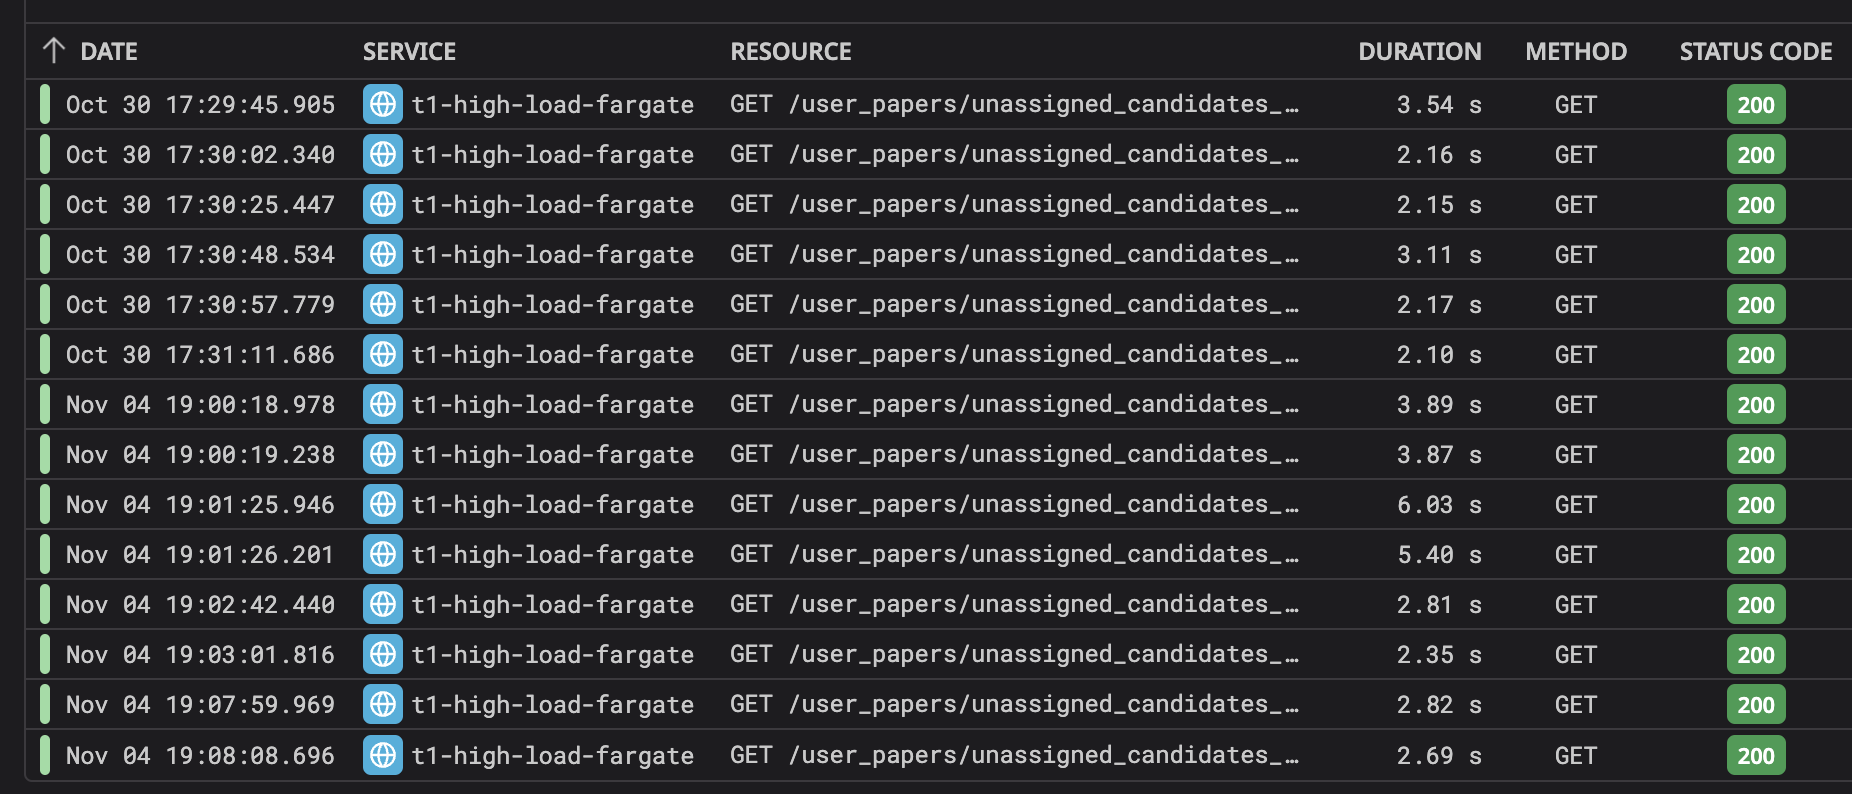 ↑ DATE SERVICE RESOURCE DURATION METHOD STATUS CODE
Oct 30 17:29:45.905 t1-high-load-fargate GET /user_papers/unassigned_candidates_… 3.54 s GET 200
Oct 30 17:30:02.340 t1-high-load-fargate GET /user_papers/unassigned_candidates_… 2.16 s GET 200
Oct 30 17:30:25.447 t1-high-load-fargate GET /user_papers/unassigned_candidates_… 2.15 s GET 200
Oct 30 17:30:48.534 t1-high-load-fargate GET /user_papers/unassigned_candidates_… 3.11 s GET 200
Oct 30 17:30:57.779 t1-high-load-fargate GET /user_papers/unassigned_candidates_… 2.17 s GET 200
Oct 30 17:31:11.686 t1-high-load-fargate GET /user_papers/unassigned_candidates_… 2.10 s GET 200
Nov 04 19:00:18.978 t1-high-load-fargate GET /user_papers/unassigned_candidates_… 3.89 s GET 200
Nov 04 19:00:19.238 t1-high-load-fargate GET /user_papers/unassigned_candidates_… 3.87 s GET 200
Nov 04 19:01:25.946 t1-high-load-fargate GET /user_papers/unassigned_candidates_… 6.03 s GET 200
Nov 04 19:01:26.201 t1-high-load-fargate GET /user_papers/unassigned_candidates_… 5.40 s GET 200
Nov 04 19:02:42.440 t1-high-load-fargate GET /user_papers/unassigned_candidates_… 2.81 s GET 200
Nov 04 19:03:01.816 t1-high-load-fargate GET /user_papers/unassigned_candidates_… 2.35 s GET 200
Nov 04 19:07:59.969 t1-high-load-fargate GET /user_papers/unassigned_candidates_… 2.82 s GET 200
Nov 04 19:08:08.696 t1-high-load-fargate GET /user_papers/unassigned_candidates_… 2.69 s GET 200